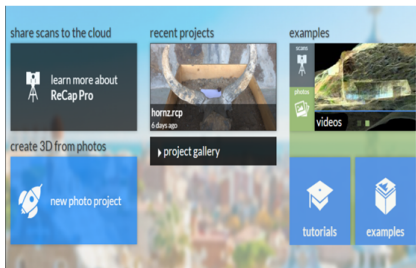 share scans to the cloud
learn more about
ReCap Pro
create 3D from photos
new photo project
recent projects
hornz.rcp
6 days ago
project gallery
examples
scans
photos
videos
tutorials
examples